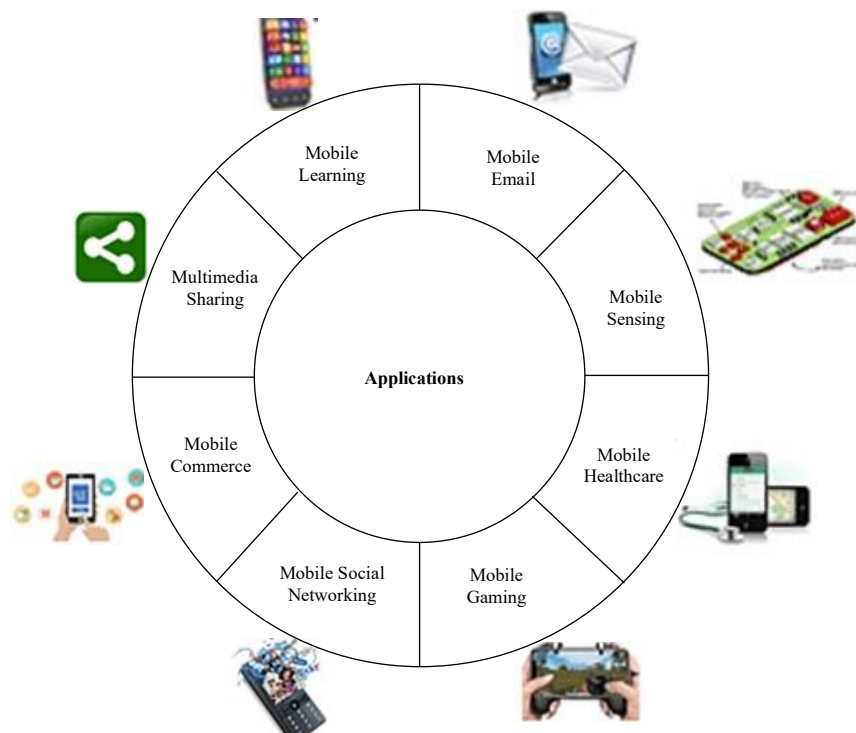 Mobile
Learning
Mobile
Email
Multimedia
Sharing
Mobile
Sensing
Applications
Mobile
Commerce
Mobile
Healthcare
Mobile Social
Networking
Mobile
Gaming